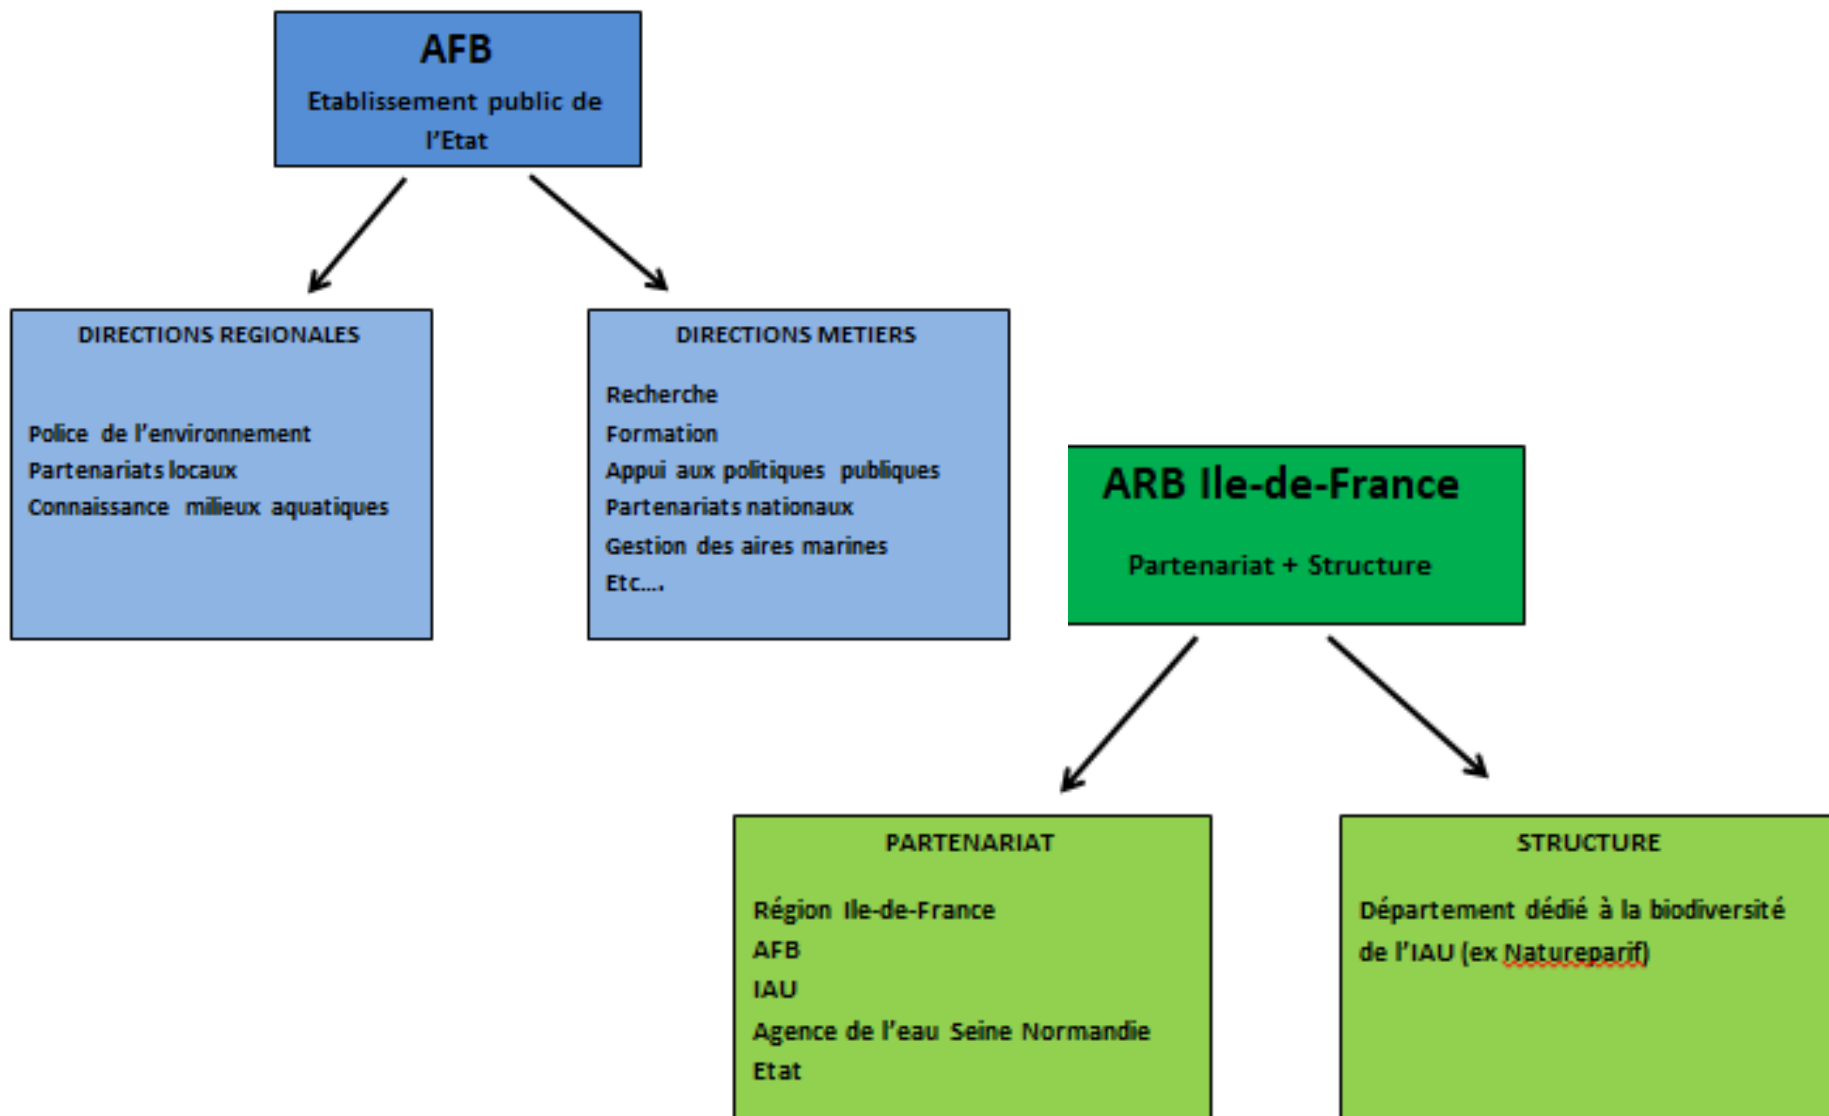 AFB
Etablissement public de
l'Etat
DIRECTIONS REGIONALES
Police de l'environnement
Partenariats locaux
Connaissance milieux aquatiques
DIRECTIONS METIERS
Recherche
Formation
Appui aux politiques publiques
Partenariats nationaux
Gestion des aires marines
Etc....
ARB Ile-de-France
Partenariat + Structure
PARTENARIAT
Région Ile-de-France
AFB
IAU
Agence de l'eau Seine Normandie
Etat
STRUCTURE
Département dédié à la biodiversité
de l'IAU (ex Natureparif)